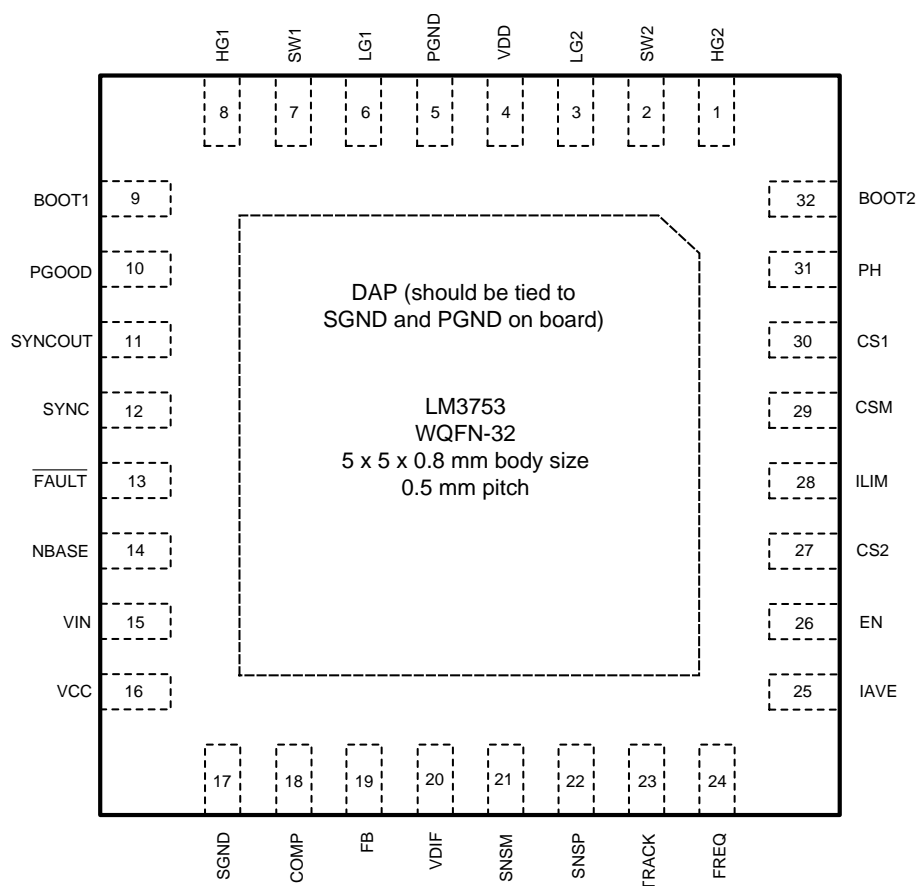 HG1
SW1
LG1
PGND
VDD
LG2
SW2
HG2
8
7
6
5
4
3
2
1
BOOT1
9
32
BOOT2
PGOOD
10
31
PH
SYNCOUT
11
30
CS1
SYNC
12
29
CSM
FAULT
13
28
ILIM
NBASE
14
27
CS2
VIN
15
26
EN
VCC
16
25
IAVE
DAP (should be tied to
SGND and PGND on board)
LM3753
WQFN-32
5 x 5 x 0.8 mm body size
0.5 mm pitch
17
18
19
20
21
22
23
24
SGND
COMP
FB
VDIF
SNSM
SNSP
TRACK
FREQ